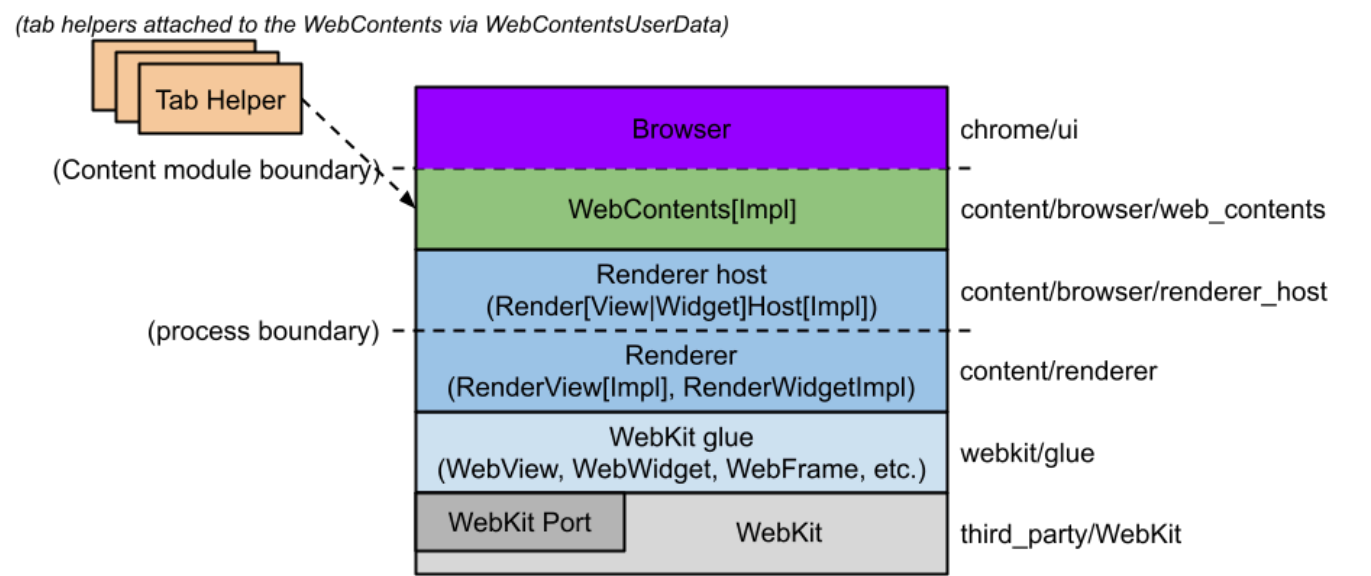 (tab helpers attached to the WebContents via WebContentsUserData)
Tab Helper
Browser
chrome/ui
(Content module boundary)
WebContents[Impl]
content/browser/web_contents
Renderer host
(Render[View|Widget]Host[Impl])
content/browser/renderer_host
(process boundary)
Renderer
(RenderView[Impl], RenderWidgetImpl)
content/renderer
WebKit glue
(WebView, WebWidget, WebFrame, etc.)
webkit/glue
WebKit Port
WebKit
third_party/WebKit